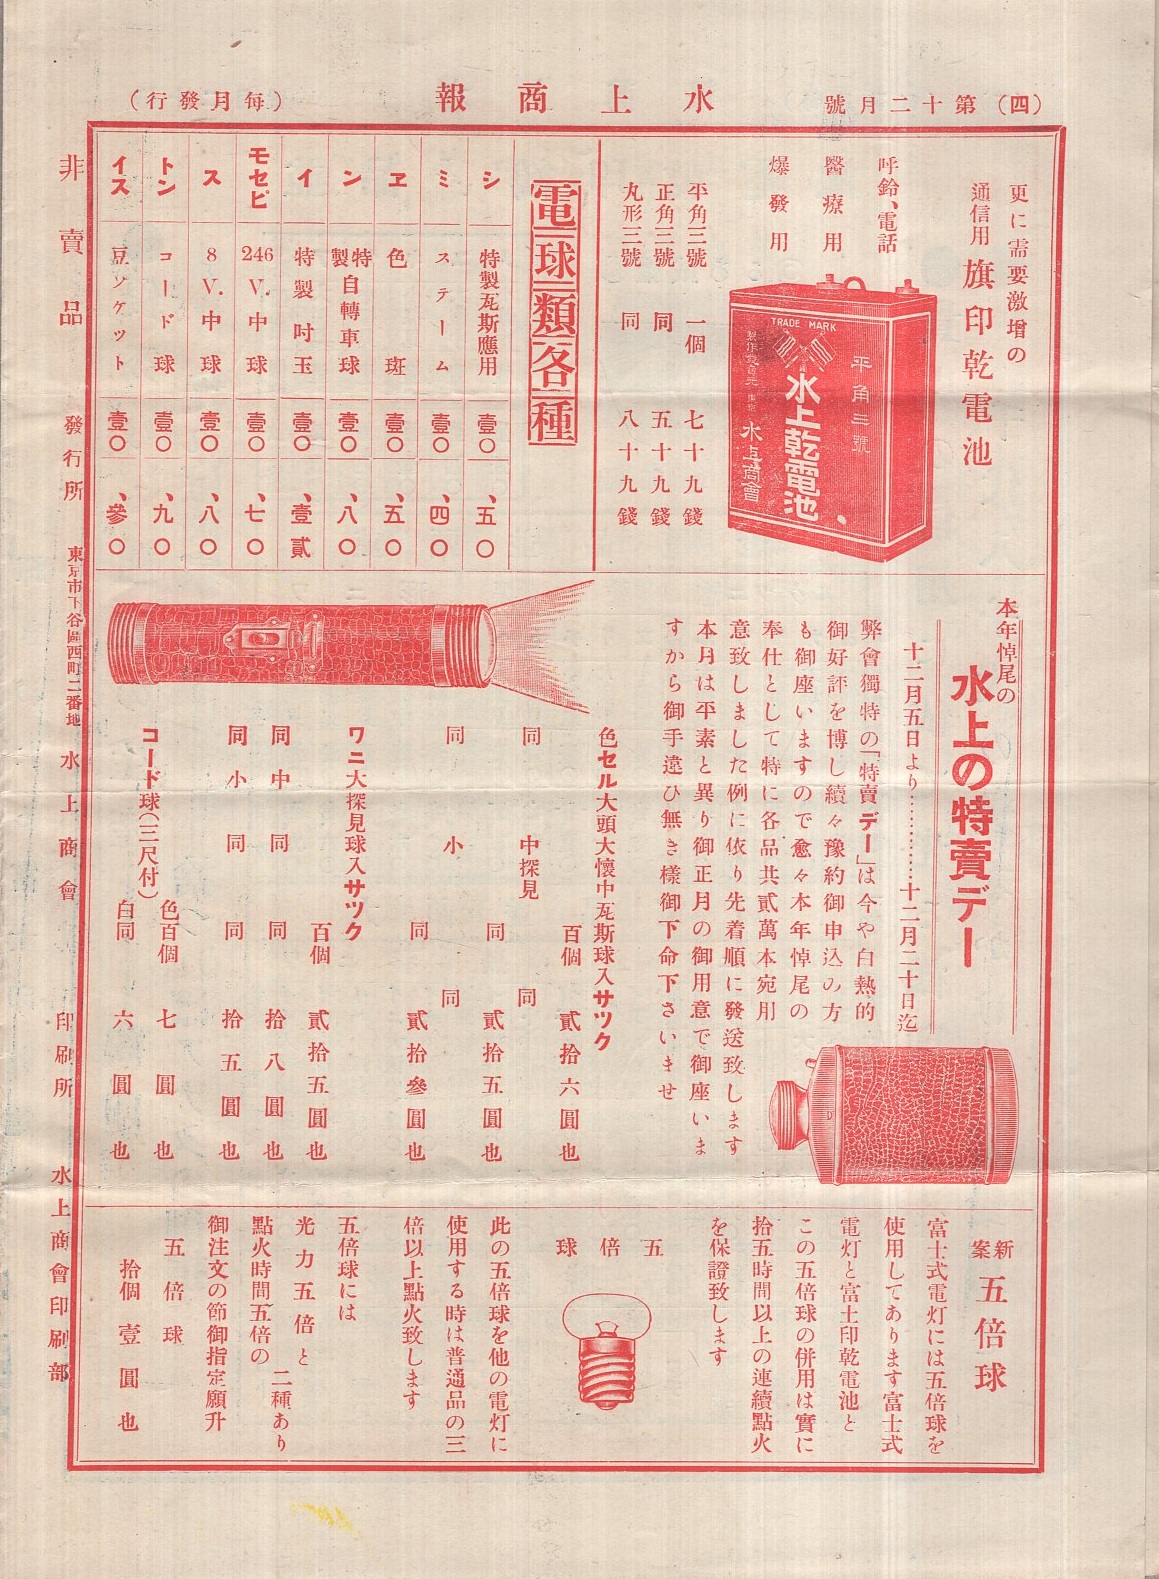 (四) 第十二月號
水上商報
(每月發行)
更に需要激增の
通信用 旗印乾電池
呼鈴、電話
醫療用
爆發用
TRADE MARK
平角三號
水上乾電池
水上商會
平角三號 一個 七十九錢
正角三號 同 五十九錢
丸形三號 同 八十九錢
電球類各種
シ 特製瓦斯應用 壹〇 、五〇
ミ ステーム 壹〇 、四〇
ヱ 色斑 壹〇 、五〇
ン 特製自轉車球 壹〇 、八〇
イ 特製吋玉 壹〇 、壹貳
モセピ 246V.中球 壹〇 、七〇
ス 8V.中球 壹〇 、八〇
トン コード球 壹〇 、九〇
イス 豆ソケット 壹〇 、參〇
本年悼尾の
水上の特賣デー
十二月五日より…………十二月二十日迄
弊會獨特の「特賣デー」は今や白熱的
御好評を博し續々豫約御申込の方
も御座いますので愈々本年悼尾の
奉仕として特に各品共貳萬本宛用
意致しました例に依り先着順に發送致します
本月は平素と異り御正月の御用意で御座いま
すから御手遠ひ無き樣御下命下さいませ
色セル大頭大懷中瓦斯球入サツク
百個 貳拾六圓也
同 中探見 同
同 貳拾五圓也
同 小 同
同 貳拾參圓也
ワニ大探見球入サツク
百個 貳拾五圓也
同中同 同 拾八圓也
同小同 同 拾五圓也
コード球(三尺付)
色百個 七圓也
白同 六圓也
新案 五倍球
富士式電灯には五倍球を
使用してあります富士式
電灯と富士印乾電池と
この五倍球の併用は實に
拾五時間以上の連續點火
を保證致します
五倍球
此の五倍球を他の電灯に
使用する時は普通品の三
倍以上點火致します
五倍球には
光力五倍と
點火時間五倍の
二種あり
御注文の節御指定願升
五倍球
拾個 壹圓也
非賣品
發行所 東京市下谷區西町二番地 水上商會
印刷所 水上商會印刷部